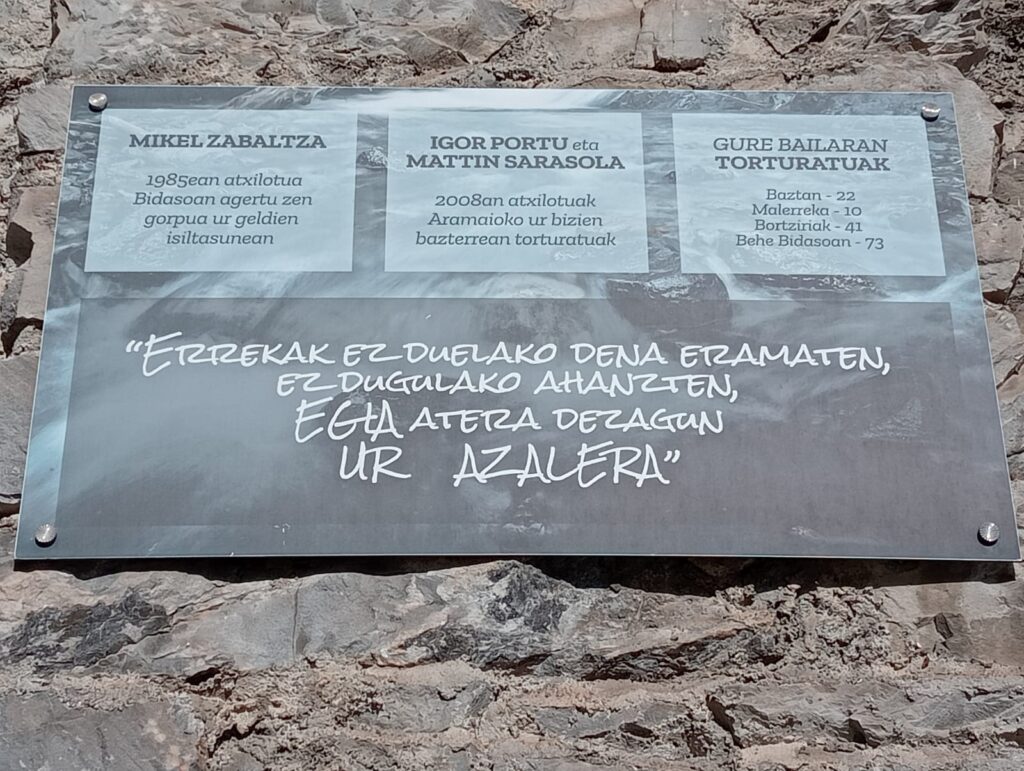 MIKEL ZABALTZA
1985ean atxilotua
Bidasoan agertu zen
gorpua ur geldien
isiltasunean
IGOR PORTU eta
MATTIN SARASOLA
2008an atxilotuak
Aramaioko ur bizien
bazterrean torturatuak
GURE BAILARAN
TORTURATUAK
Baztan - 22
Malerreka - 10
Bortziriak - 41
Behe Bidasoan - 73
"ERREKAK EZ DUELAKO DENA ERAMATEN,
EZ DUGULAKO AHANZTEN,
EGIA ATERA DEZAGUN
UR AZALERA"